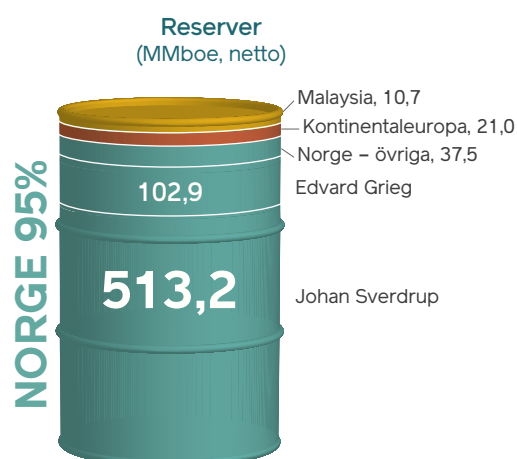 Reserver
(MMboe, netto)
Malaysia, 10,7
Kontinentaleuropa, 21,0
Norge – övriga, 37,5
102,9
Edvard Grieg
513,2
Johan Sverdrup
NORGE 95%